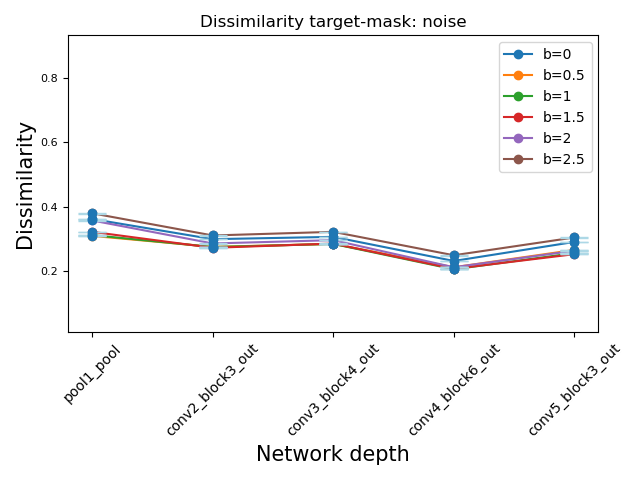 Dissimilarity target-mask: noise
Dissimilarity
0.8
0.6
0.4
0.2
b=0
b=0.5
b=1
b=1.5
b=2
b=2.5
pool1_pool
conv2_block3_out
conv3_block4_out
conv4_block6_out
conv5_block3_out
Network depth